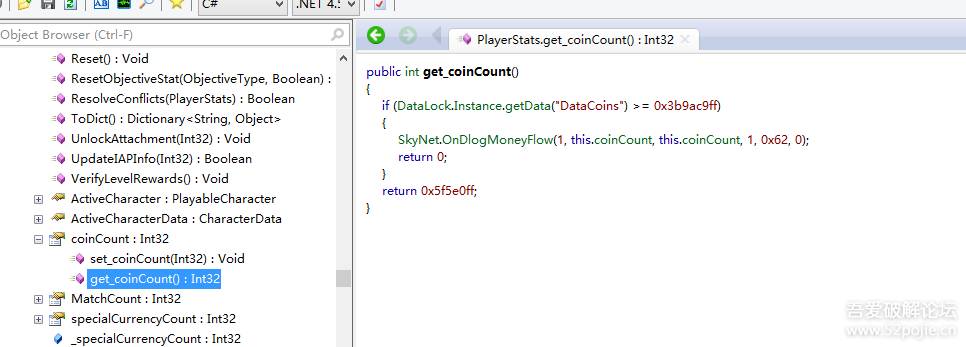 C#
.NET 4.5
Object Browser (Ctrl-F)
Reset() : Void
ResetObjectiveStat(ObjectiveType, Boolean) :
ResolveConflicts(PlayerStats) : Boolean
ToDict() : Dictionary<String, Object>
UnlockAttachment(Int32) : Void
UpdateIAPInfo(Int32) : Boolean
VerifyLevelRewards() : Void
ActiveCharacter : PlayableCharacter
ActiveCharacterData : CharacterData
coinCount : Int32
set_coinCount(Int32) : Void
get_coinCount() : Int32
MatchCount : Int32
specialCurrencyCount : Int32
_specialCurrencyCount : Int32
PlayerStats.get_coinCount() : Int32
public int get_coinCount()
{
if (DataLock.Instance.getData("DataCoins") >= 0x3b9ac9ff)
{
SkyNet.OnDlogMoneyFlow(1, this.coinCount, this.coinCount, 1, 0x62, 0);
return 0;
}
return 0x5f5e0ff;
}
吾爱破解论坛
www.52pojie.cn